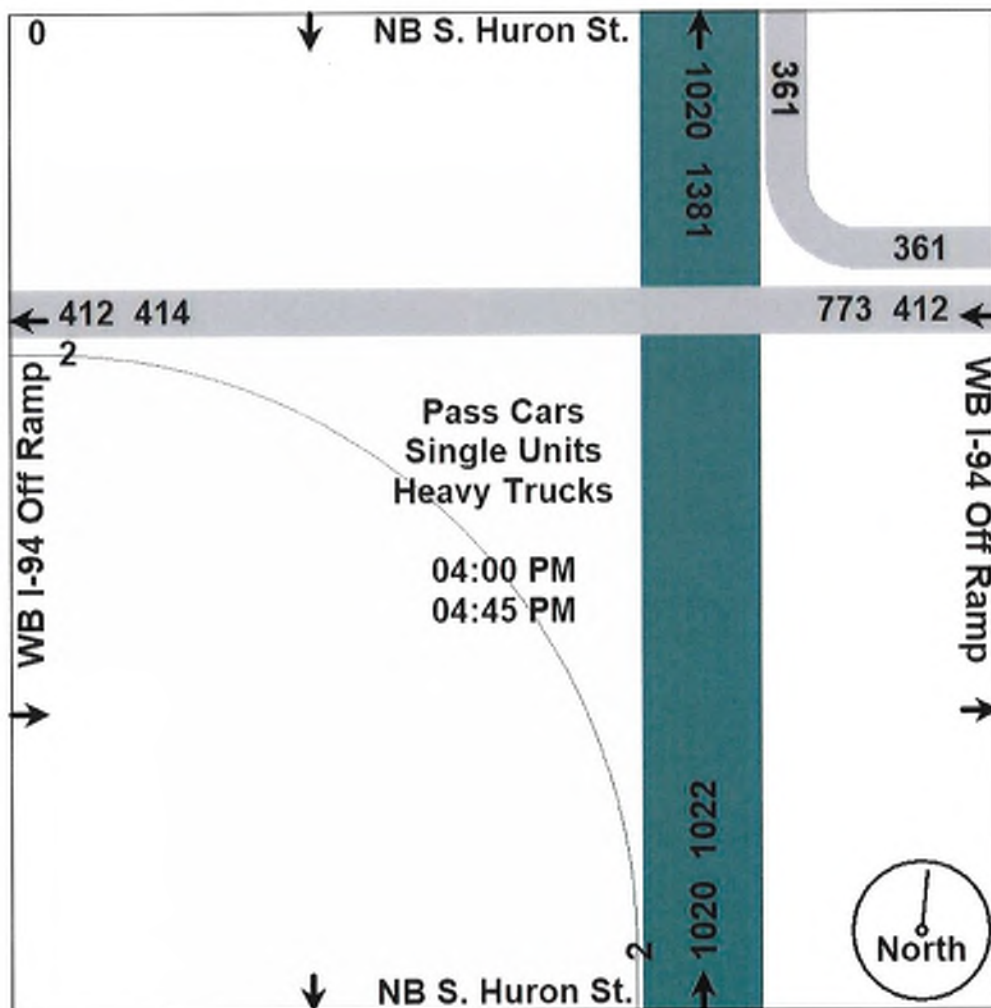 0
NB S. Huron St.
1020 1381
361
361
412 414
773 412
2
WB I-94 Off Ramp
Pass Cars
Single Units
Heavy Trucks
04:00 PM
04:45 PM
WB I-94 Off Ramp
1020 1022
2
North
NB S. Huron St.